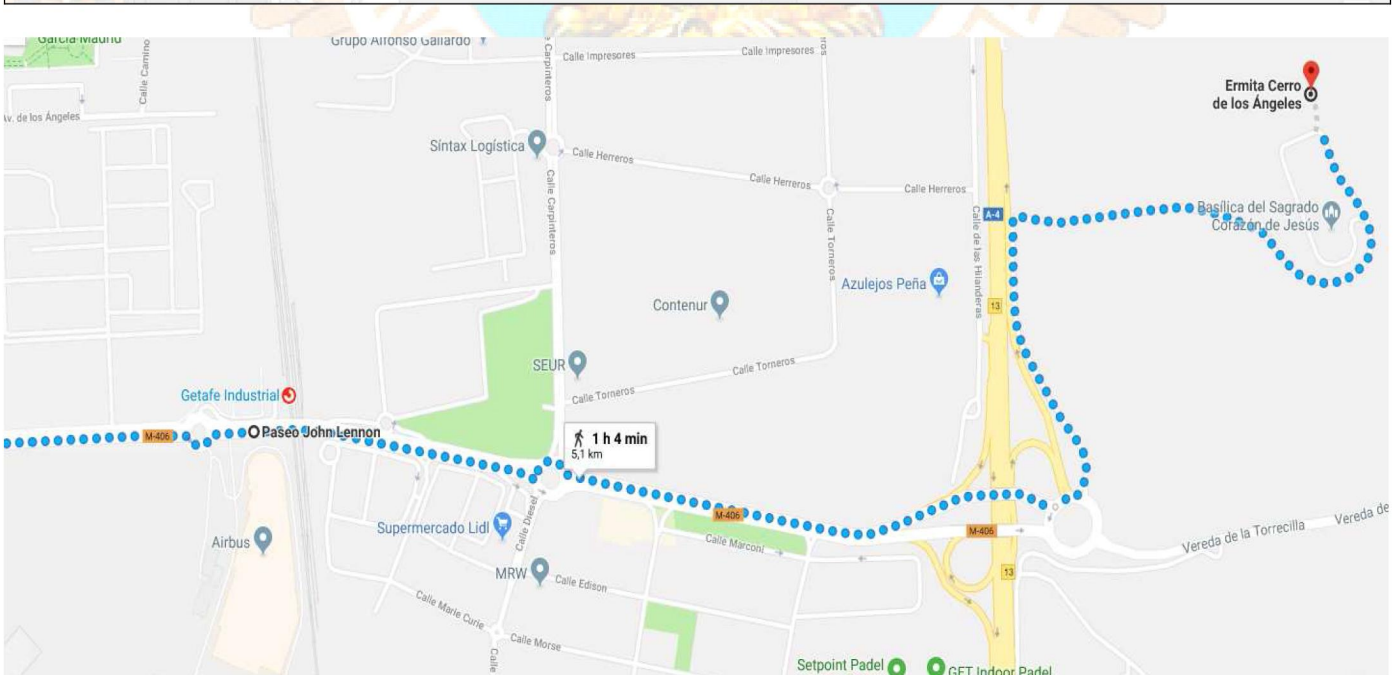 García Madrid
Calle Camino
Grupo Alfonso Gallardo
Calle Carpinteros
Calle Impresores
Calle Impresores
Ermita Cerro
de los Ángeles
Av. de los Ángeles
Síntax Logística
Calle Herreros
Calle Herreros
Calle Herreros
Calle Carpinteros
Calle Torneros
Calle de las Hilanderas
A-4
Basílica del Sagrado
Corazón de Jesús
Azulejos Peña
Contenur
13
SEUR
Calle Torneros
Calle Torneros
Getafe Industrial
M-406
Paseo John Lennon
1 h 4 min
5,1 km
M-406
M-406
Supermercado Lidl
Calle Diesel
Airbus
Calle Marconi
Vereda de la Torrecilla
Vereda de
MRW
Calle Edison
13
Calle Marie Curie
Calle Morse
Calle
Setpoint Padel
GET Indoor Padel